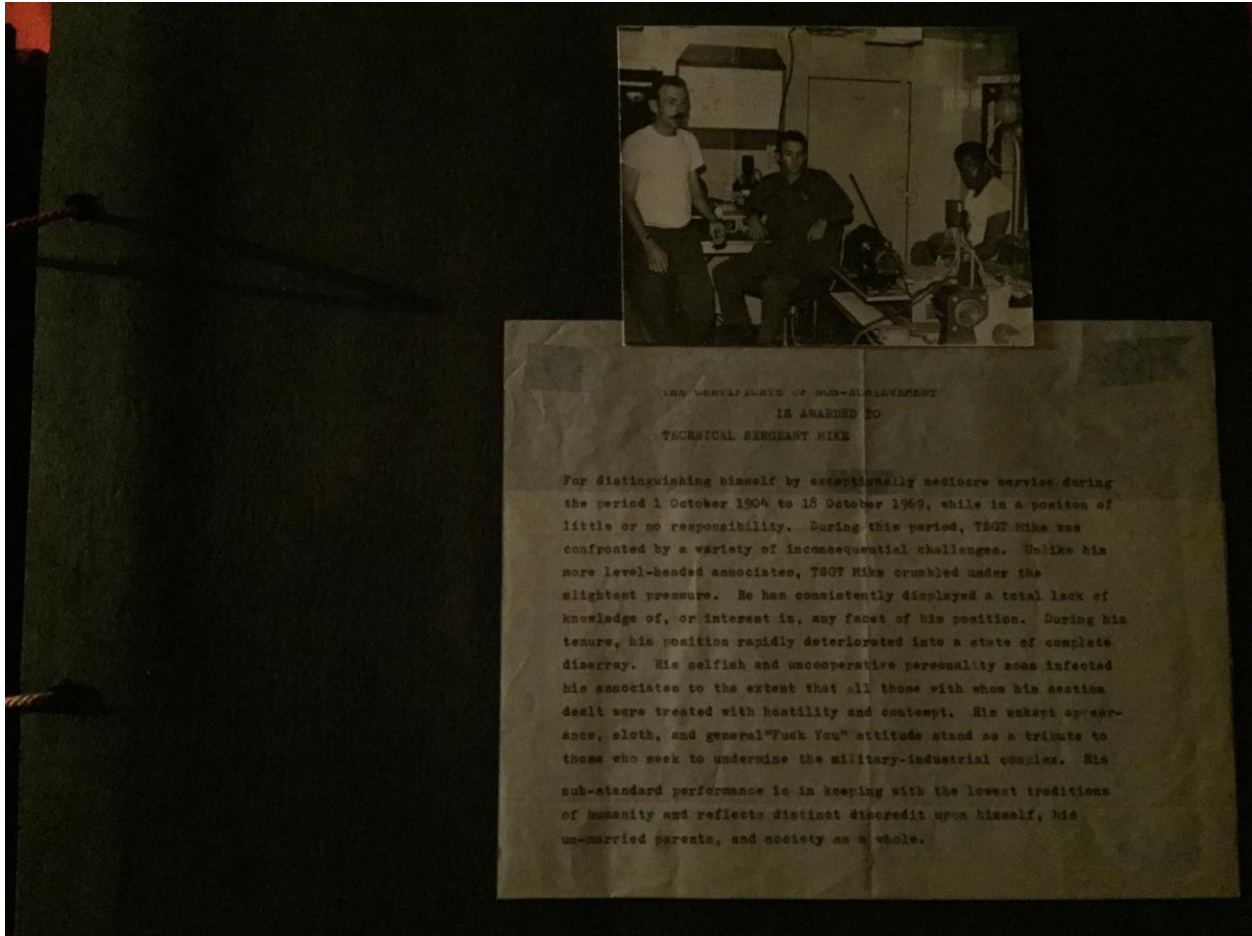 THE CERTIFICATE OF NON-ACHIEVEMENT
IS AWARDED TO
TECHNICAL SERGEANT MIKE
For distinguishing himself by exceptionally mediocre service during
the period 1 October 1904 to 18 October 1969, while in a positon of
little or no responsibility. During this period, TSGT Mike was
confronted by a variety of inconsequential challenges. Unlike his
more level-headed associates, TSGT Mike crumbled under the
slightest pressure. He has consistently displayed a total lack of
knowledge of, or interest in, any facet of his position. During his
tenure, his position rapidly deteriorated into a state of complete
disarray. His selfish and uncooperative personality soon infected
his associates to the extent that all those with whom his section
dealt were treated with hostility and contempt. His unkept appear-
ance, sloth, and general"Fuck You" attitude stand as a tribute to
those who seek to undermine the military-industrial complex. His
sub-standard performance is in keeping with the lowest traditions
of humanity and reflects distinct discredit upon himself, his
un-married parents, and society as a whole.